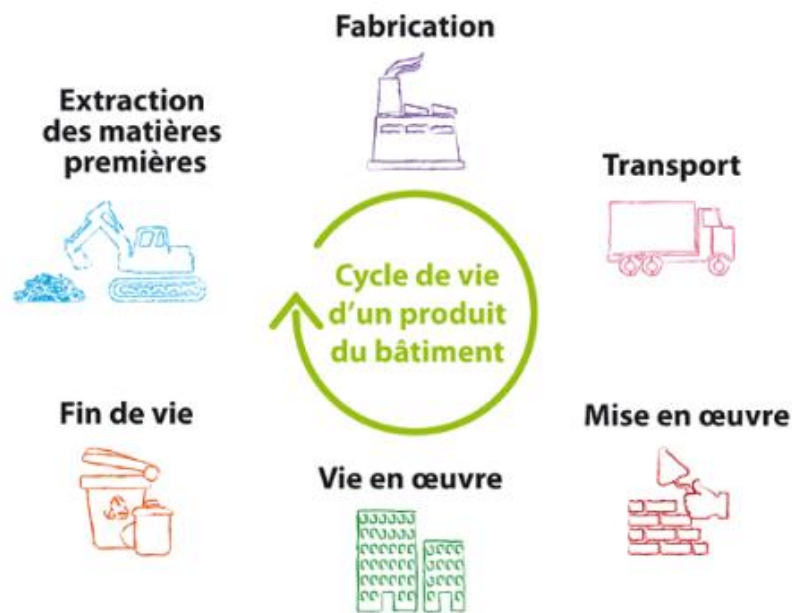 Fabrication
Extraction
des matières
premières
Transport
Cycle de vie
d'un produit
du bâtiment
Fin de vie
Mise en œuvre
Vie en œuvre